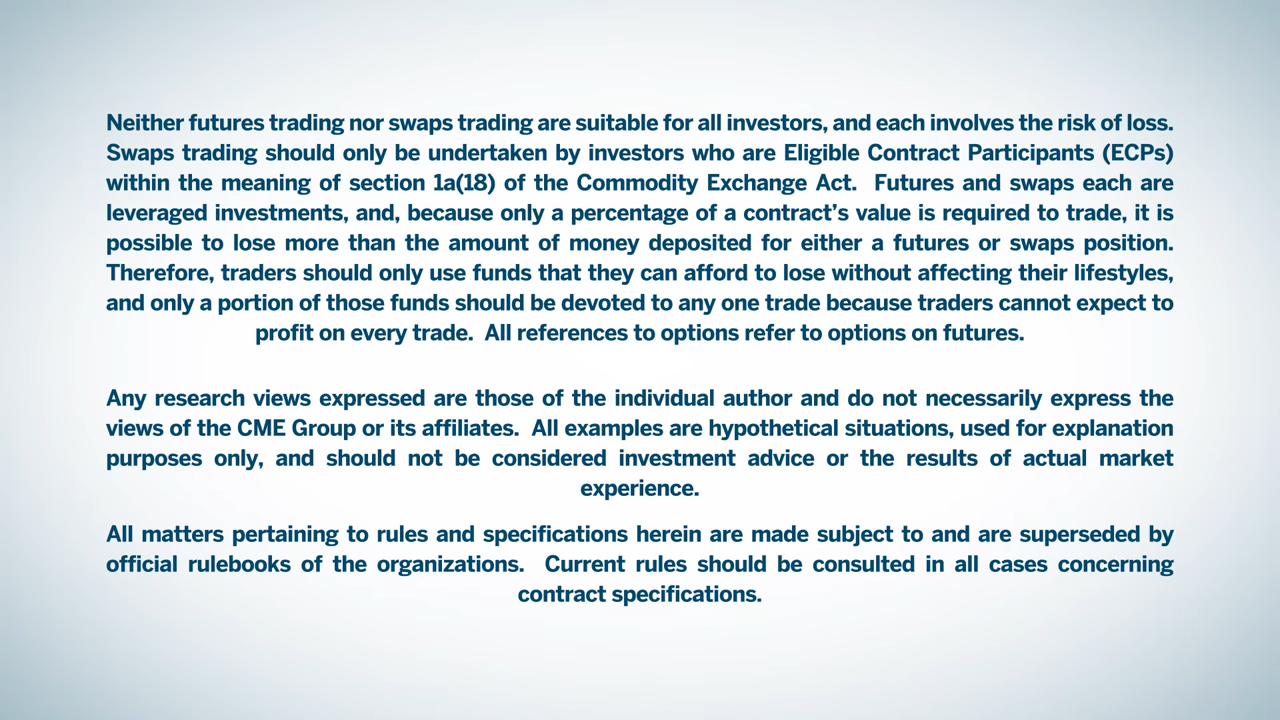 Neither futures trading nor swaps trading are suitable for all investors, and each involves the risk of loss.
Swaps trading should only be undertaken by investors who are Eligible Contract Participants (ECPs)
within the meaning of section 1a(18) of the Commodity Exchange Act.  Futures and swaps each are
leveraged investments, and, because only a percentage of a contract’s value is required to trade, it is
possible to lose more than the amount of money deposited for either a futures or swaps position.
Therefore, traders should only use funds that they can afford to lose without affecting their lifestyles,
and only a portion of those funds should be devoted to any one trade because traders cannot expect to
profit on every trade.  All references to options refer to options on futures.
Any research views expressed are those of the individual author and do not necessarily express the
views of the CME Group or its affiliates.  All examples are hypothetical situations, used for explanation
purposes only, and should not be considered investment advice or the results of actual market
experience.
All matters pertaining to rules and specifications herein are made subject to and are superseded by
official rulebooks of the organizations.  Current rules should be consulted in all cases concerning
contract specifications.